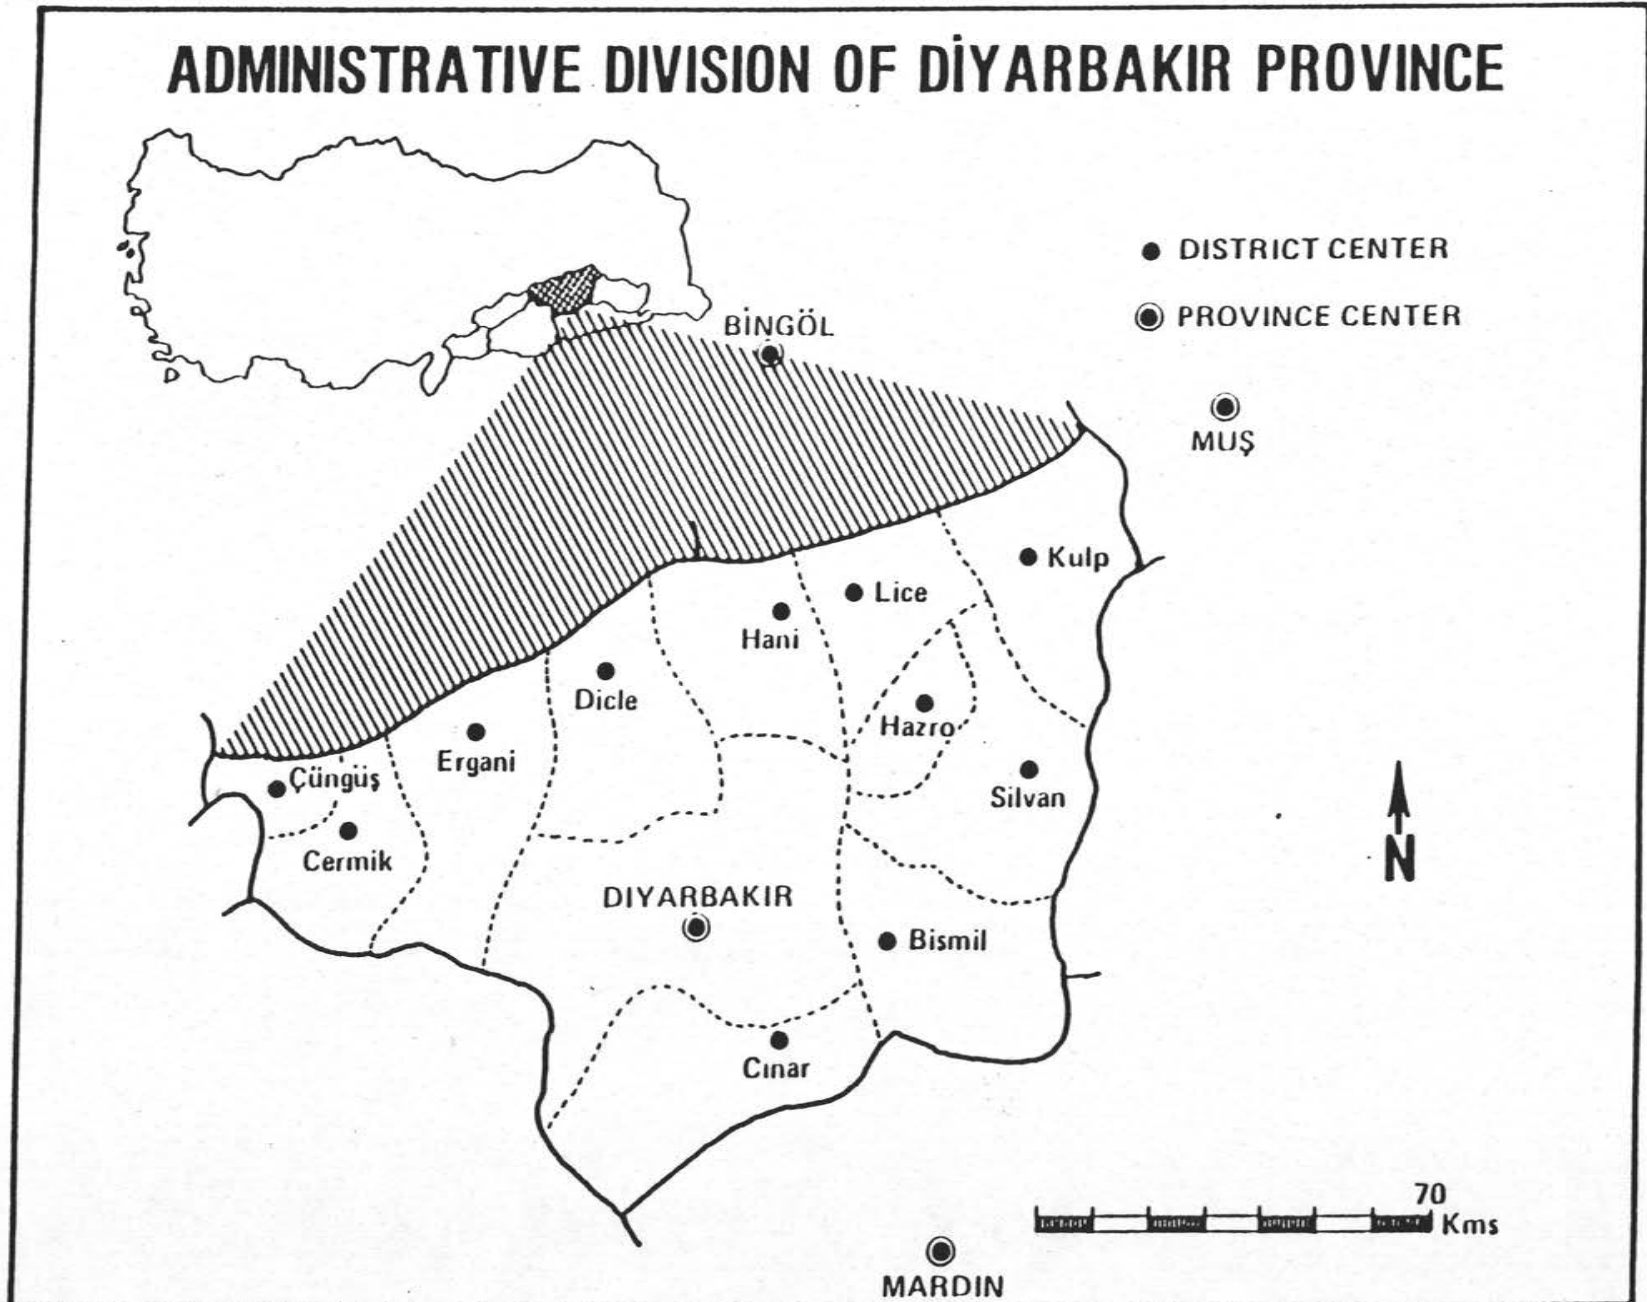 ADMINISTRATIVE DIVISION OF DİYARBAKIR PROVINCE
DISTRICT CENTER
PROVINCE CENTER
BİNGÖL
MUŞ
Kulp
Lice
Hani
Dicle
Hazro
Ergani
Çüngüş
Silvan
Cermik
N
DIYARBAKIR
Bismil
Cınar
70
Kms
MARDIN